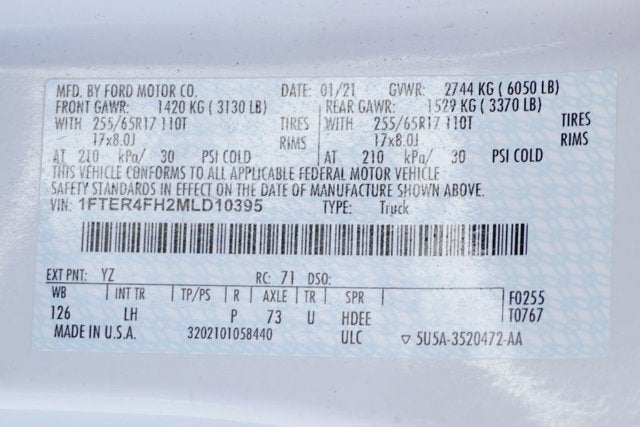 MFD. BY FORD MOTOR CO. DATE: 01/21 GVWR: 2744 KG ( 6050 LB)
FRONT GAWR: 1420 KG ( 3130 LB) REAR GAWR: 1529 KG ( 3370 LB)
WITH 255/65R17 110T TIRES WITH 255/65R17 110T TIRES
17x8.0J RIMS 17x8.0J RIMS
AT 210 kPa/ 30 PSI COLD AT 210 kPa/ 30 PSI COLD
THIS VEHICLE CONFORMS TO ALL APPLICABLE FEDERAL MOTOR VEHICLE
SAFETY STANDARDS IN EFFECT ON THE DATE OF MANUFACTURE SHOWN ABOVE.
VIN: 1FTER4FH2MLD10395 TYPE: Truck
EXT PNT: YZ RC: 71 DSO:
WB INT TR TP/PS R AXLE TR SPR F0255
126 LH P 73 U HDEE T0767
MADE IN U.S.A. 3202101058440 ULC ▽ 5U5A-3520472-AA